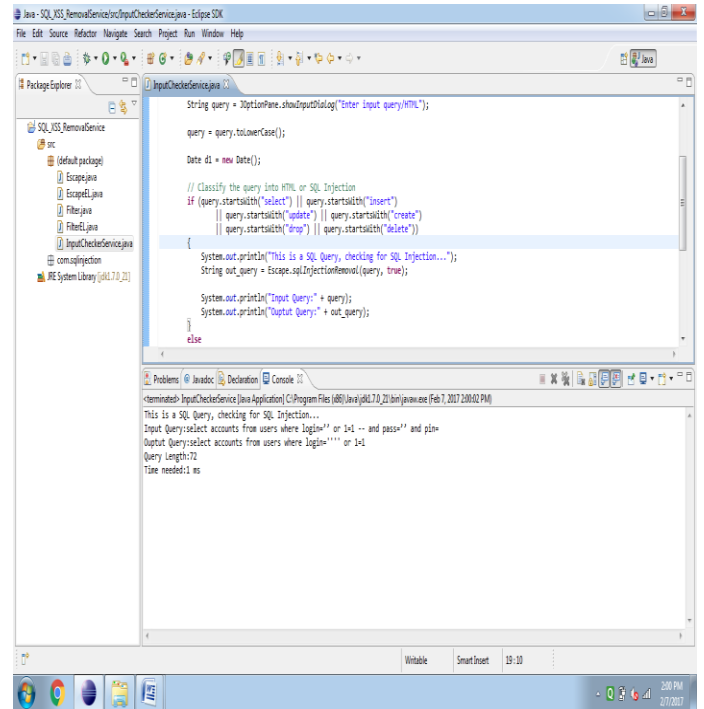 Java - SQL_XSS_RemovalService/src/InputCheckerService.java - Eclipse SDK
File Edit Source Refactor Navigate Search Project Run Window Help
Java
Package Explorer
InputCheckerService.java
SQL_XSS_RemovalService
src
(default package)
Escape.java
EscapeEL.java
Filter.java
FilterEL.java
InputCheckerService.java
com.sqlinjection
JRE System Library [jdk1.7.0_21]
String query = JOptionPane.showInputDialog("Enter input query/HTML");
query = query.toLowerCase();
Date d1 = new Date();
// Classify the query into HTML or SQL Injection
if (query.startsWith("select") || query.startsWith("insert")
|| query.startsWith("update") || query.startsWith("create")
|| query.startsWith("drop") || query.startsWith("delete"))
{
System.out.println("This is a SQL Query, checking for SQL Injection...");
String out_query = Escape.sqlInjectionRemoval(query, true);
System.out.println("Input Query:" + query);
System.out.println("Ouptut Query:" + out_query);
}
else
Problems @ Javadoc Declaration Console
<terminated> InputCheckerService [Java Application] C:\Program Files (x86)\Java\jdk1.7.0_21\bin\javaw.exe (Feb 7, 2017 2:00:02 PM)
This is a SQL Query, checking for SQL Injection...
Input Query:select accounts from users where login='' or 1=1 -- and pass='' and pin=
Ouptut Query:select accounts from users where login='''' or 1=1
Query Length:72
Time needed:1 ms
Writable Smart Insert 19:10
2:00 PM
2/7/2017